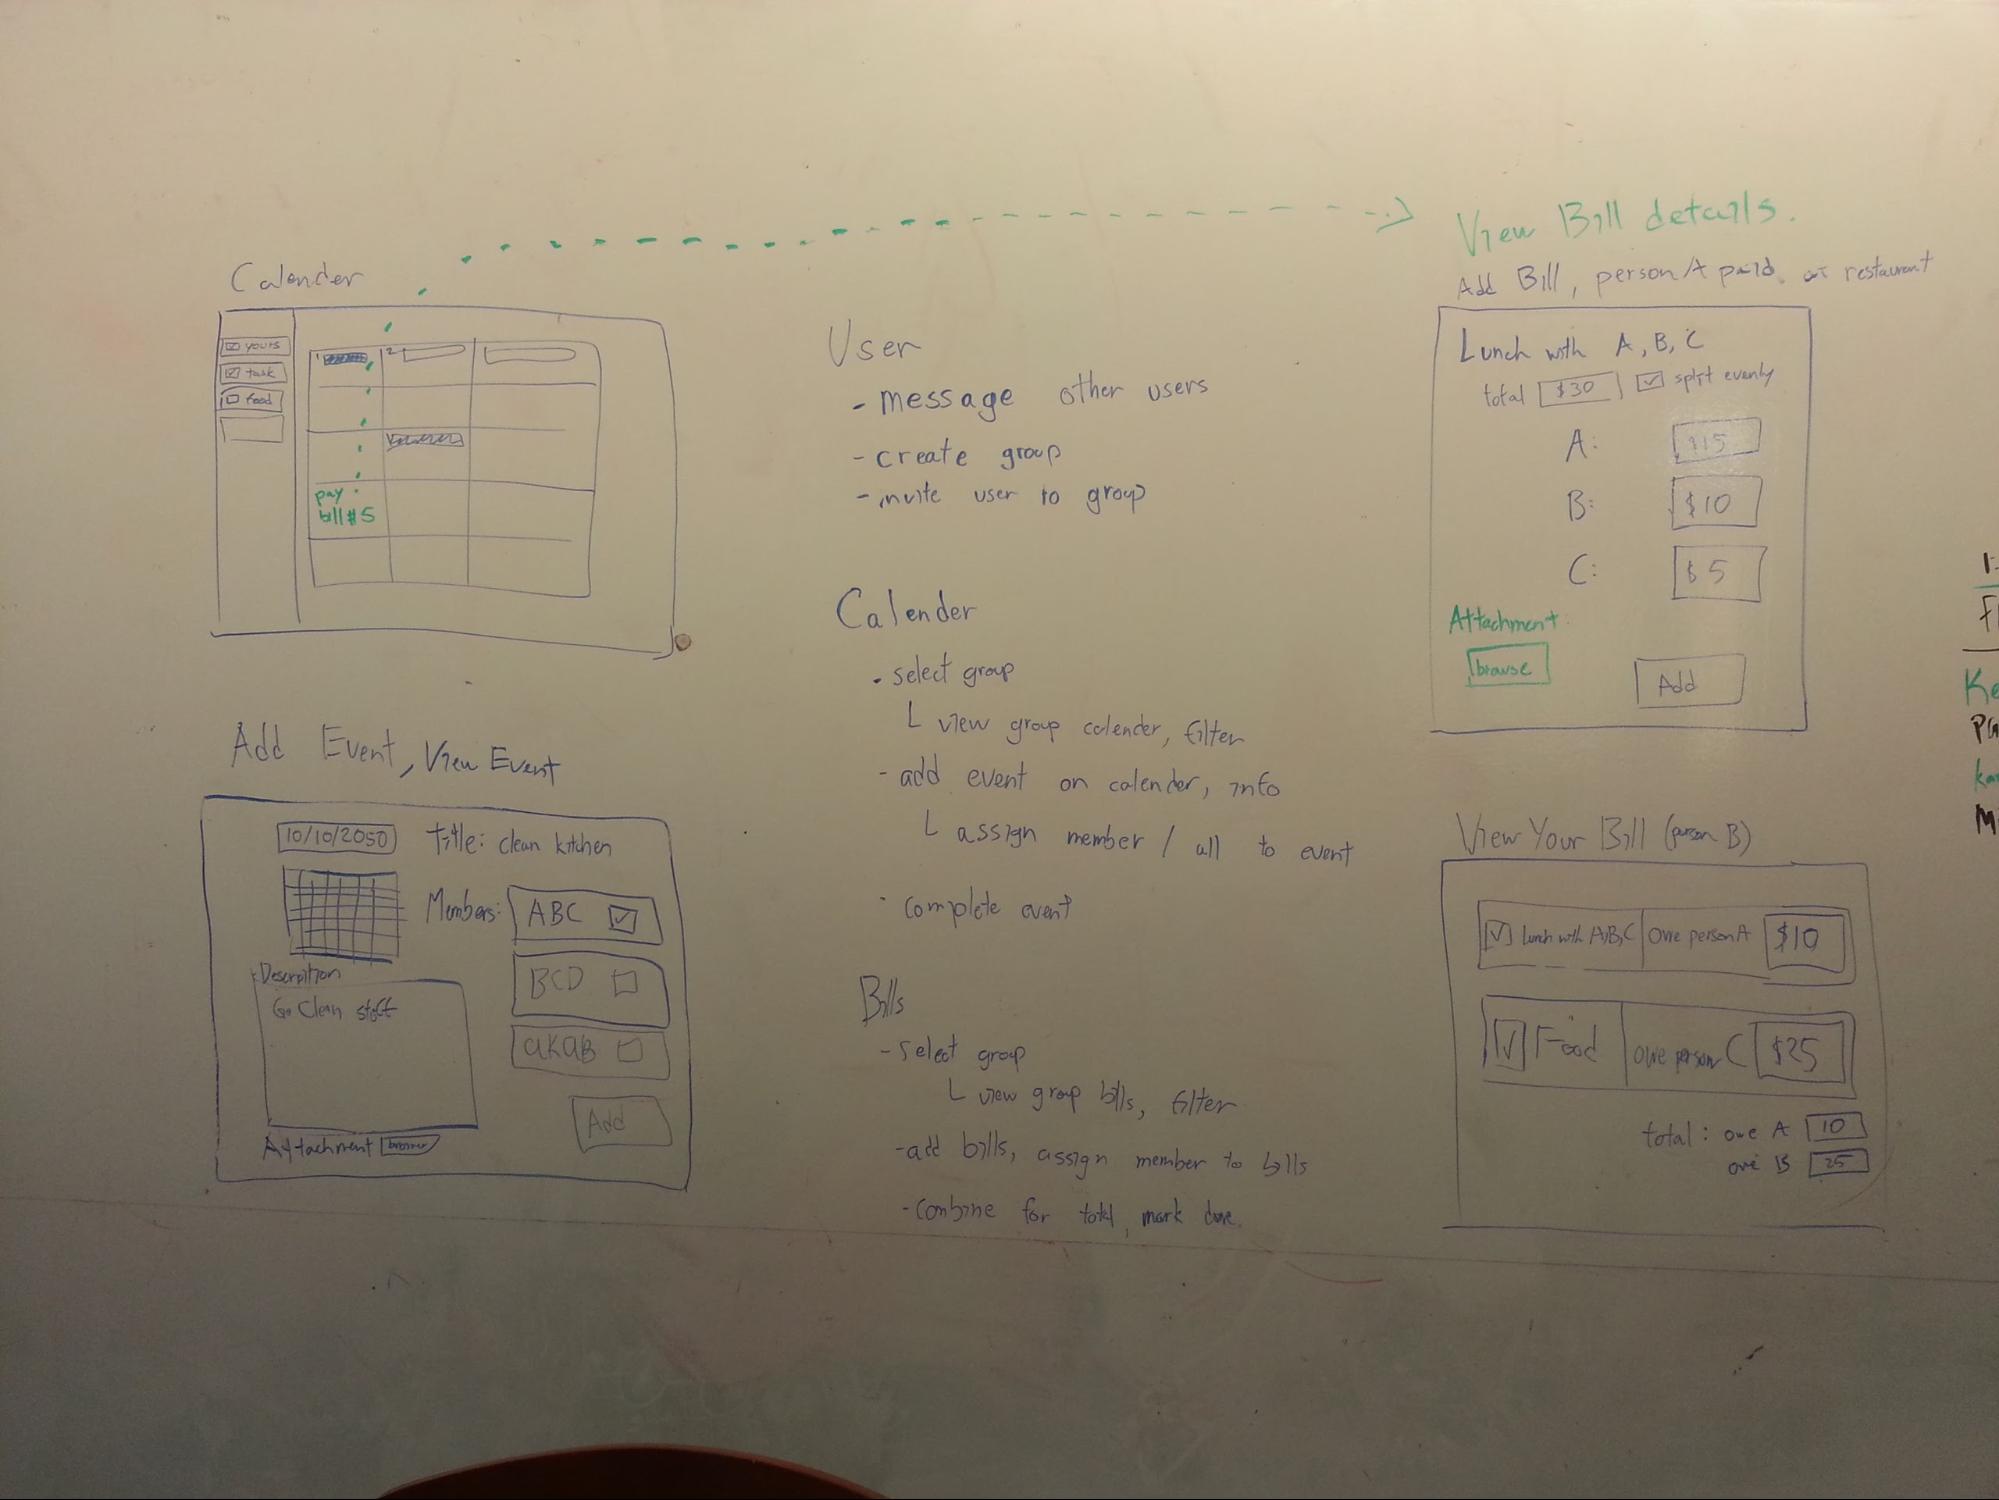 Calender
yours
task
food
1
2
pay
bill #5
Add Event, View Event
10/10/2050
Title: clean kitchen
Members:
ABC
BCD
akaB
Description
Go Clean stuff
Attachment
Add
User
- message other users
- create group
- invite user to group
Calender
- select group
L view group calender, filter
- add event on calender, info
L assign member / all to event
- complete event
Bills
- select group
L view group bills, filter
- add bills, assign member to bills
- combine for total, mark done.
View Bill details.
Add Bill, person A paid at restaurent
Lunch with A, B, C
total $30 split evenly
A: $15
B: $10
C: $5
Attachment:
browse
Add
View Your Bill (person B)
Lunch with A,B,C owe person A $10
Food owe person C $25
total: owe A 10
owe B 25
1:
Ke
Pa
ka
M